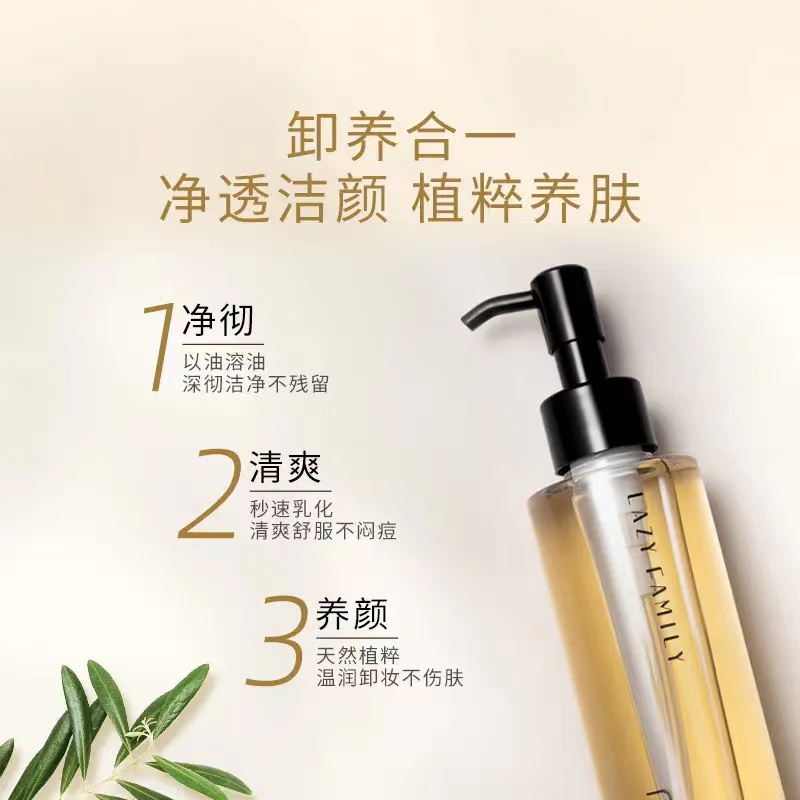 卸养合一
净透洁颜 植粹养肤
1 净彻
以油溶油
深彻洁净不残留
2 清爽
秒速乳化
清爽舒服不闷痘
3 养颜
天然植粹
温润卸妆不伤肤
LAZY FAMILY